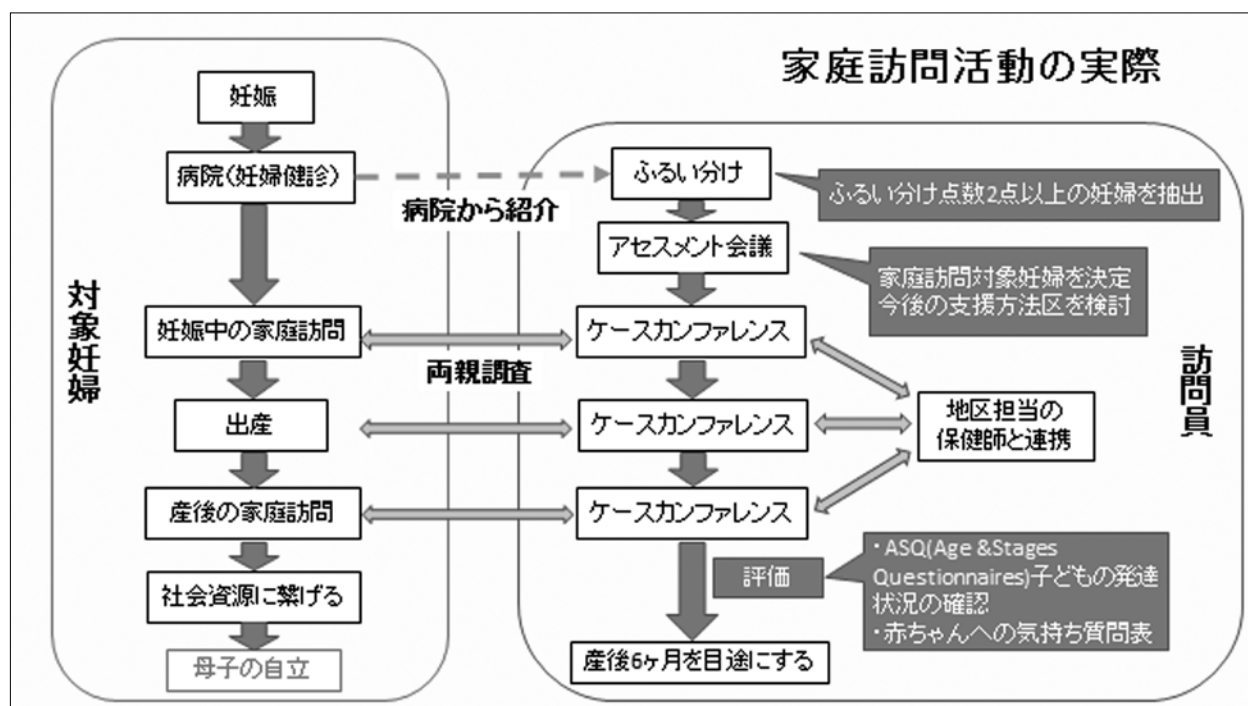 家庭訪問活動の実際
対象妊婦
妊娠
病院(妊婦健診)
病院から紹介
妊娠中の家庭訪問
両親調査
出産
産後の家庭訪問
社会資源に繋げる
母子の自立
訪問員
ふるい分け
ふるい分け点数2点以上の妊婦を抽出
アセスメント会議
家庭訪問対象妊婦を決定
今後の支援方法区を検討
ケースカンファレンス
ケースカンファレンス
ケースカンファレンス
地区担当の
保健師と連携
評価
・ASQ(Age &Stages
Questionnaires)子どもの発達
状況の確認
・赤ちゃんへの気持ち質問表
産後6ヶ月を目途にする